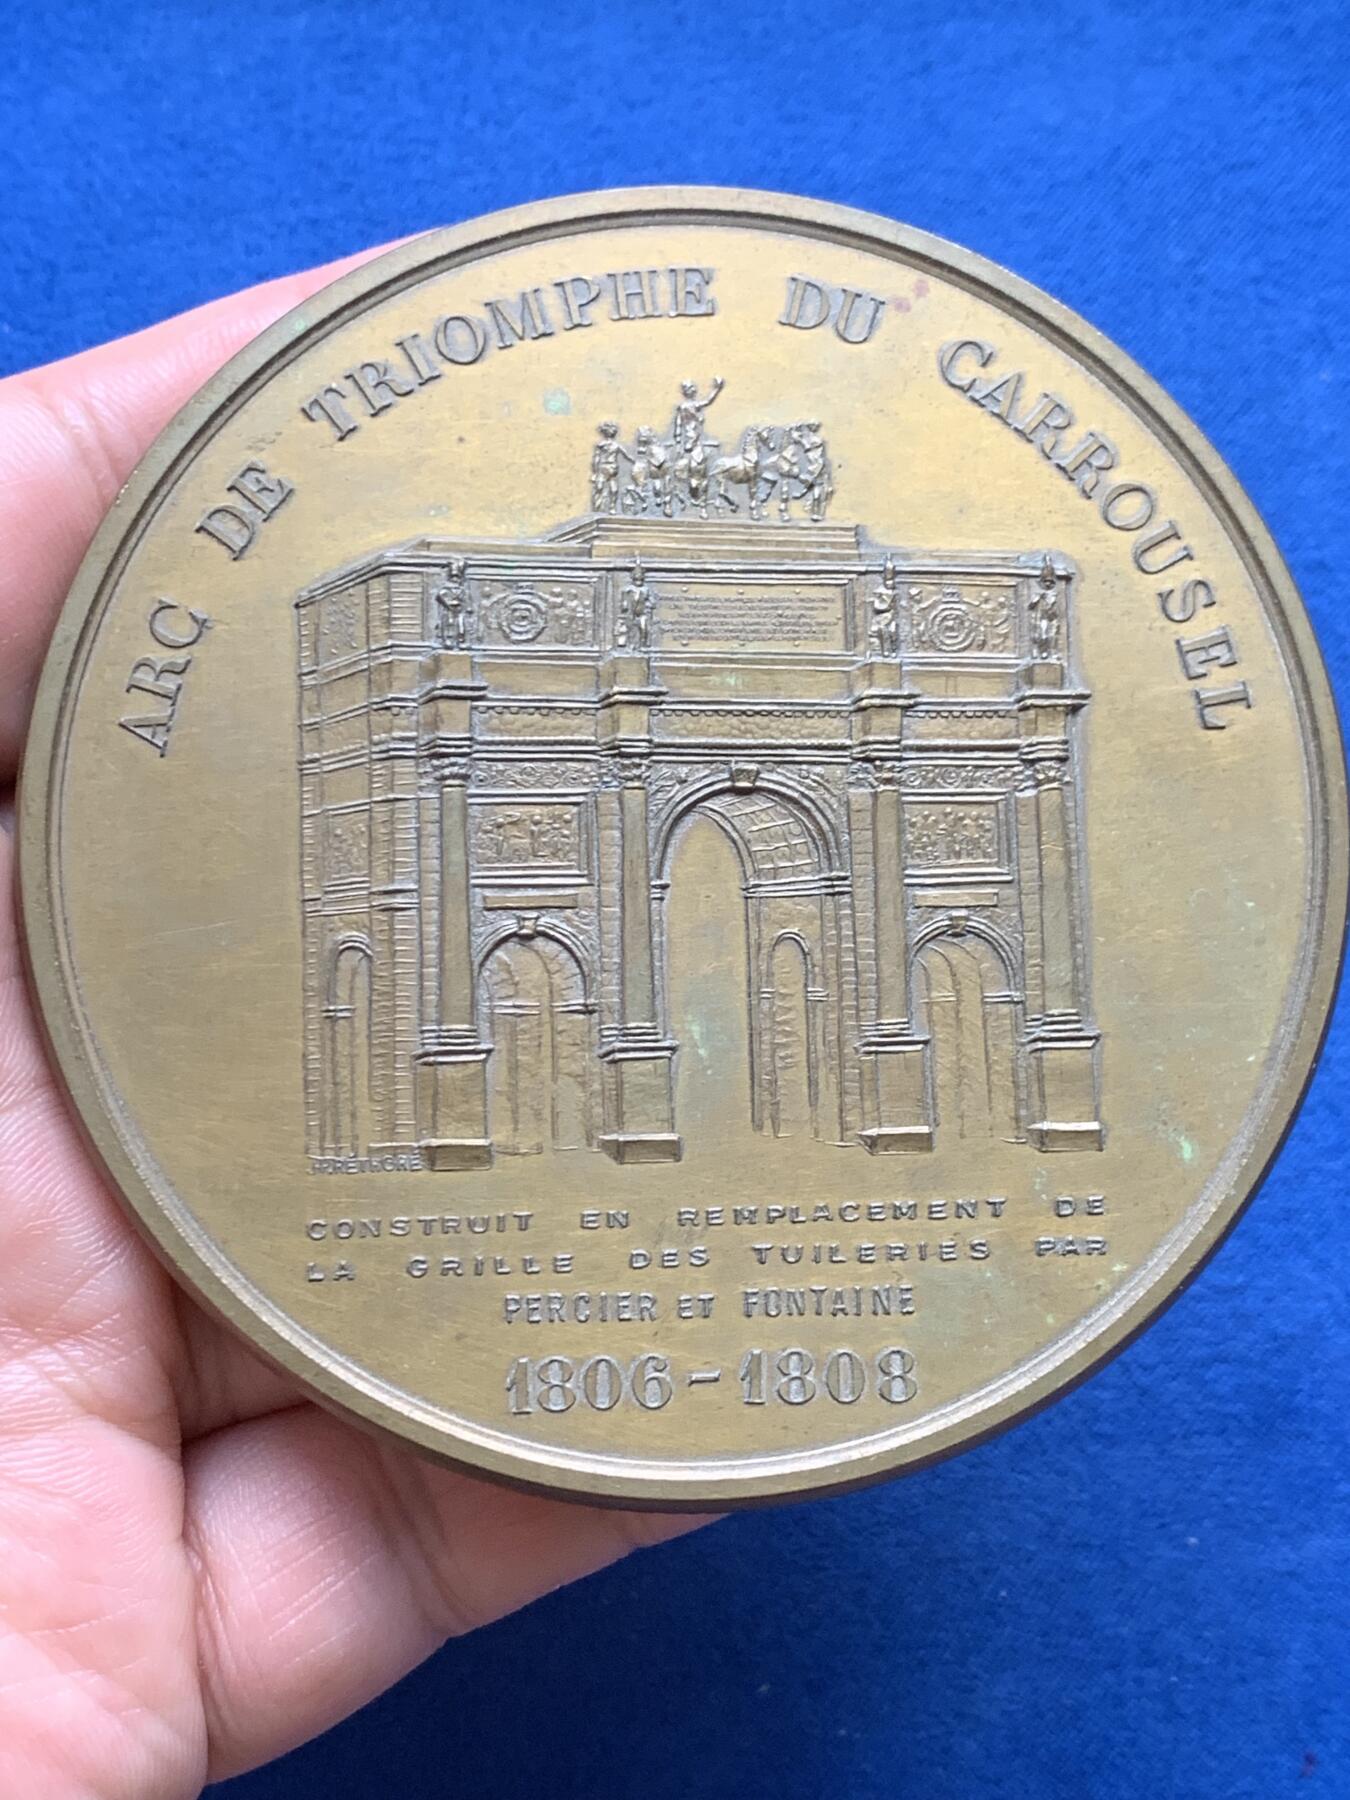 ARC DE TRIOMPHE DU CARROUSEL
CONSTRUIT EN REMPLACEMENT DE
LA GRILLE DES TUILERIES PAR
PERCIER ET FONTAINE
1806-1808